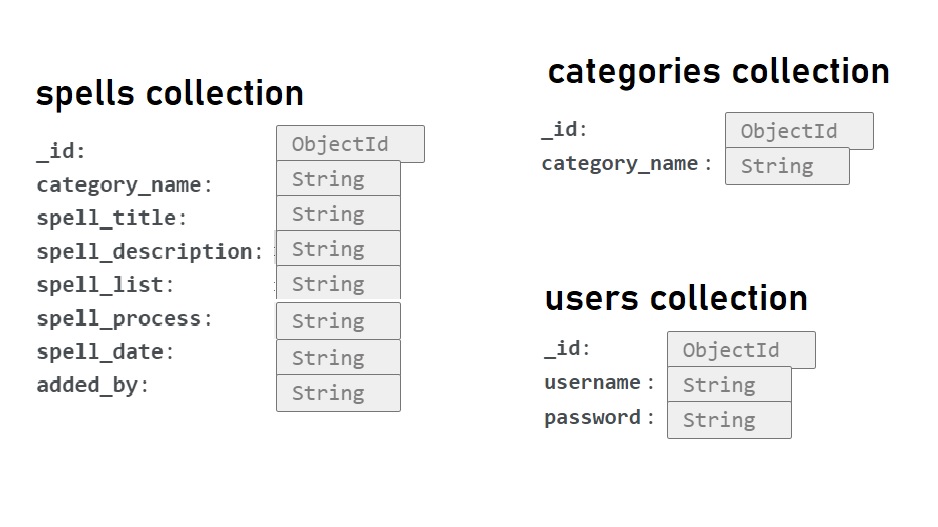 spells collection
_id: ObjectId
category_name: String
spell_title: String
spell_description: String
spell_list: String
spell_process: String
spell_date: String
added_by: String
categories collection
_id: ObjectId
category_name : String
users collection
_id: ObjectId
username : String
password : String